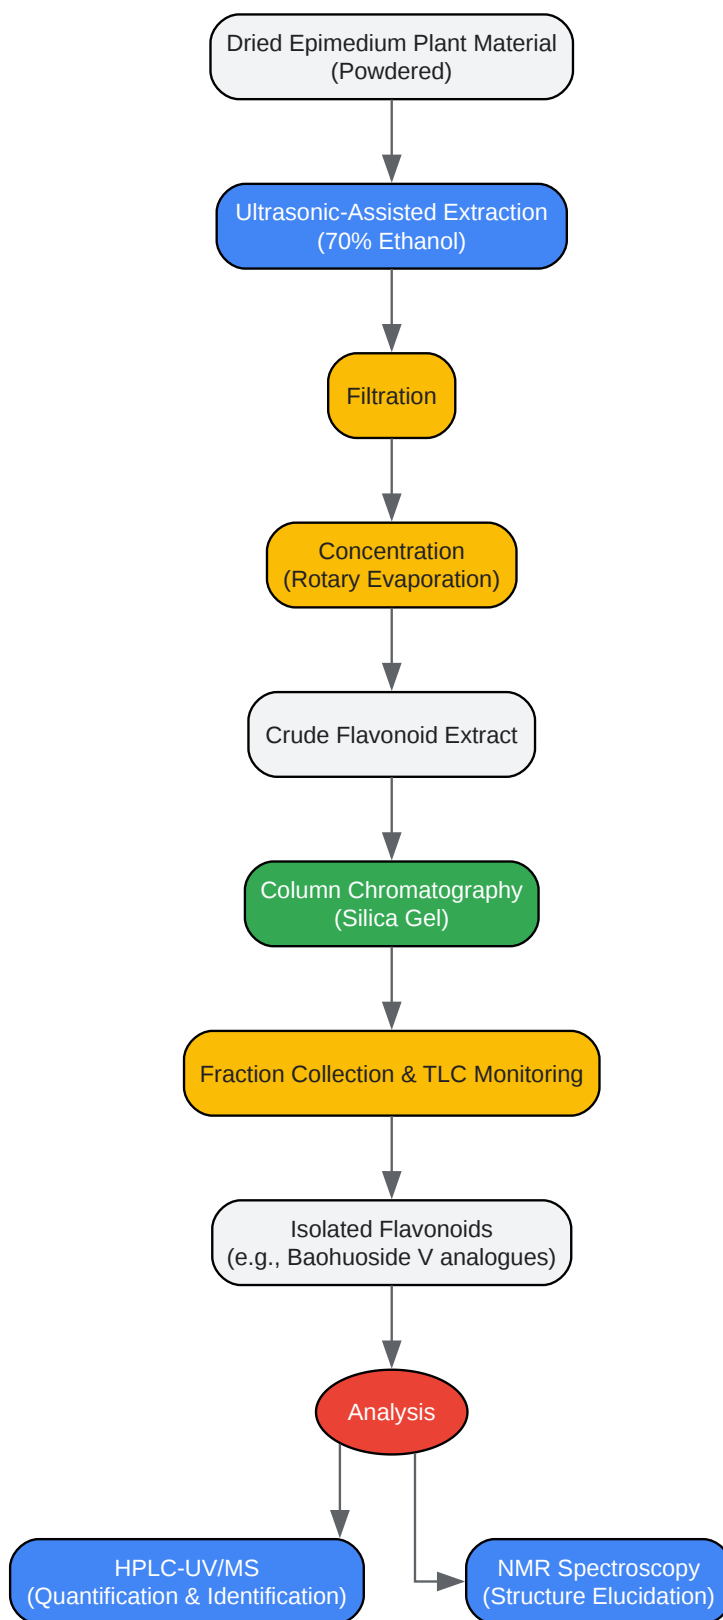 Dried Epimedium Plant Material
(Powdered)
Ultrasonic-Assisted Extraction
(70% Ethanol)
Filtration
Concentration
(Rotary Evaporation)
Crude Flavonoid Extract
Column Chromatography
(Silica Gel)
Fraction Collection & TLC Monitoring
Isolated Flavonoids
(e.g., Baohuoside V analogues)
Analysis
HPLC-UV/MS
(Quantification & Identification)
NMR Spectroscopy
(Structure Elucidation)